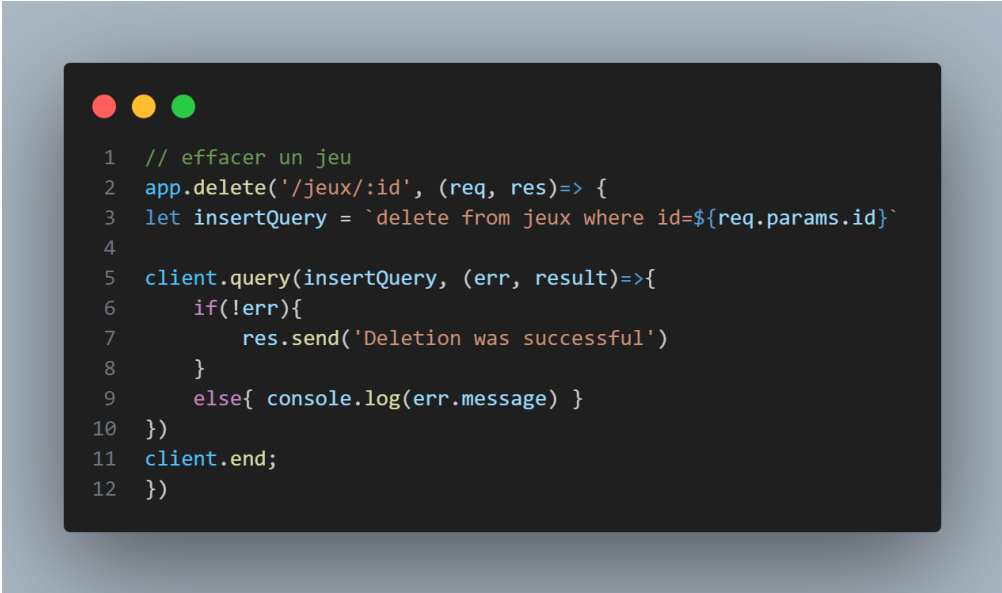 1 // effacer un jeu
2 app.delete('/jeux/:id', (req, res)=> {
3 let insertQuery = `delete from jeux where id=${req.params.id}`
4
5 client.query(insertQuery, (err, result)=>{
6     if(!err){
7         res.send('Deletion was successful')
8     }
9     else{ console.log(err.message) }
10 })
11 client.end;
12 })